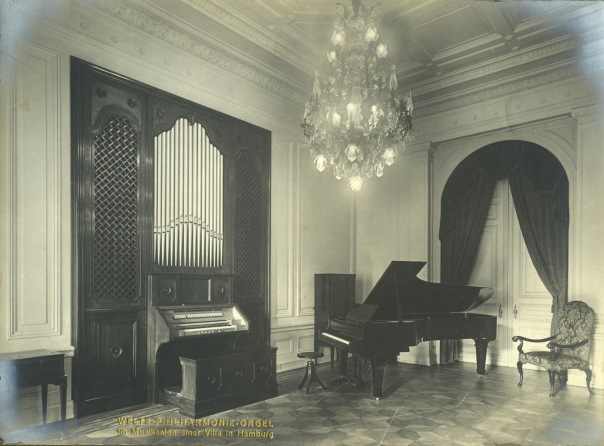 WELTE-PHILHARMONIE-ORGEL
im Musiksalon einer Villa in Hamburg